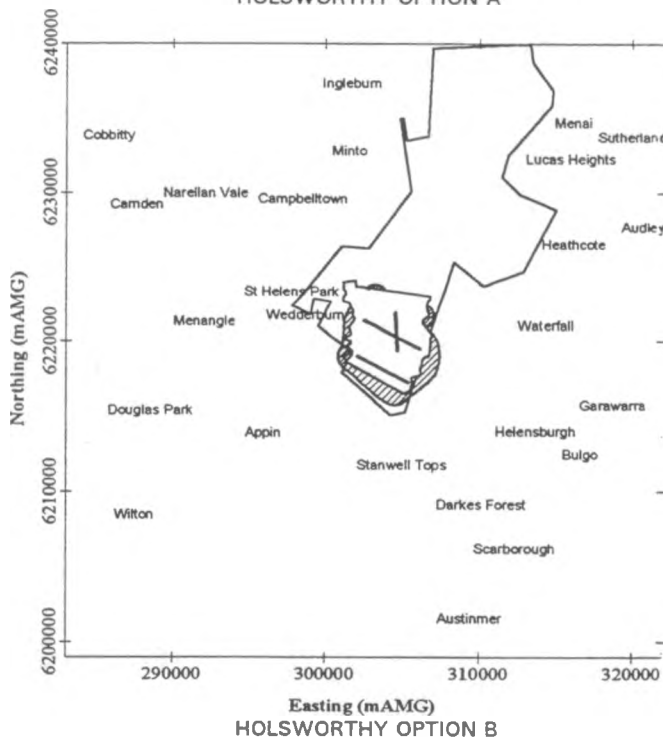 HOLSWORTHY OPTION A
6240000
Ingleburn
Menai
Cobbitty
Sutherland
Minto
Lucas Heights
6230000
Narellan Vale
Campbelltown
Camden
Audley
Heathcote
St Helens Park
Wedderburn
Menangle
Waterfall
6220000
Northing (mAMG)
Douglas Park
Garawarra
Appin
Helensburgh
Bulgo
Stanwell Tops
6210000
Wilton
Darkes Forest
Scarborough
Austinmer
6200000
290000 300000 310000 320000
Easting (mAMG)
HOLSWORTHY OPTION B